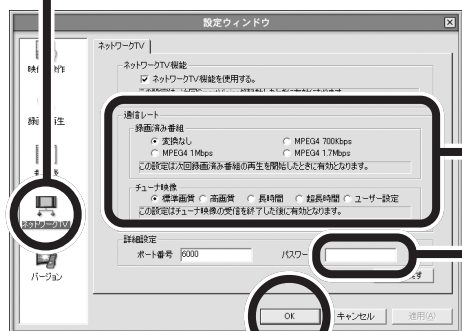 設定ウィンドウ
ネットワークTV
ネットワークTV機能
ネットワークTV機能を使用する。
通信レート
録画済み番組
変換なし
MPEG4 700Kbps
MPEG4 1Mbps
MPEG4 1.7Mbps
この設定は次回録画済み番組の再生を開始したときに有効となります。
チューナ映像
標準画質
高画質
長時間
超長時間
ユーザー設定
この設定はチューナ映像の受信を終了した後に有効となります。
ネットワークTV
詳細設定
ポート番号
6000
パスワー
バージョン
OK
キャンセル
適用(A)